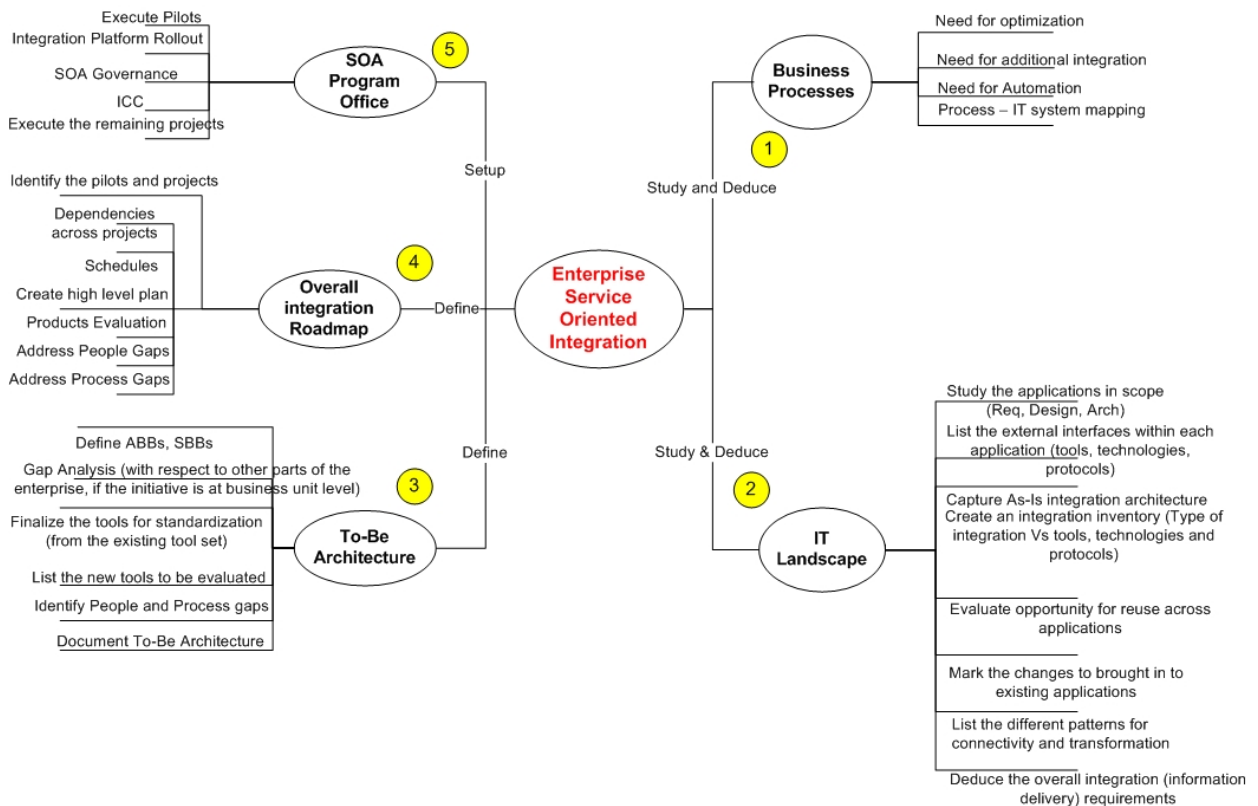 Execute Pilots
Integration Platform Rollout
SOA Governance
ICC
Execute the remaining projects
SOA
Program
Office
5
Setup
Identify the pilots and projects
Dependencies
across projects
Schedules
Create high level plan
Products Evaluation
Address People Gaps
Address Process Gaps
Overall
integration
Roadmap
4
Define
Define ABBs, SBBs
Gap Analysis (with respect to other parts of the
enterprise, if the initiative is at business unit level)
Finalize the tools for standardization
(from the existing tool set)
List the new tools to be evaluated
Identify People and Process gaps
Document To-Be Architecture
To-Be
Architecture
3
Define
Enterprise
Service
Oriented
Integration
Business
Processes
1
Study and Deduce
Need for optimization
Need for additional integration
Need for Automation
Process – IT system mapping
Study & Deduce
2
IT
Landscape
Study the applications in scope
(Req, Design, Arch)
List the external interfaces within each
application (tools, technologies,
protocols)
Capture As-Is integration architecture
Create an integration inventory (Type of
integration Vs tools, technologies and
protocols)
Evaluate opportunity for reuse across
applications
Mark the changes to brought in to
existing applications
List the different patterns for
connectivity and transformation
Deduce the overall integration (information
delivery) requirements